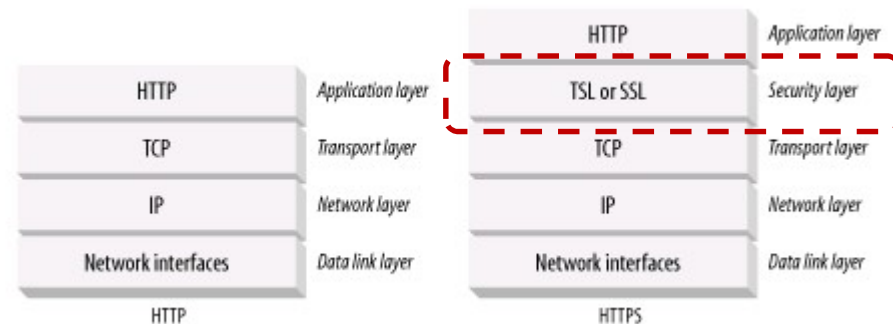 HTTP Application layer
TCP Transport layer
IP Network layer
Network interfaces Data link layer
HTTP
HTTP Application layer
TSL or SSL Security layer
TCP Transport layer
IP Network layer
Network interfaces Data link layer
HTTPS